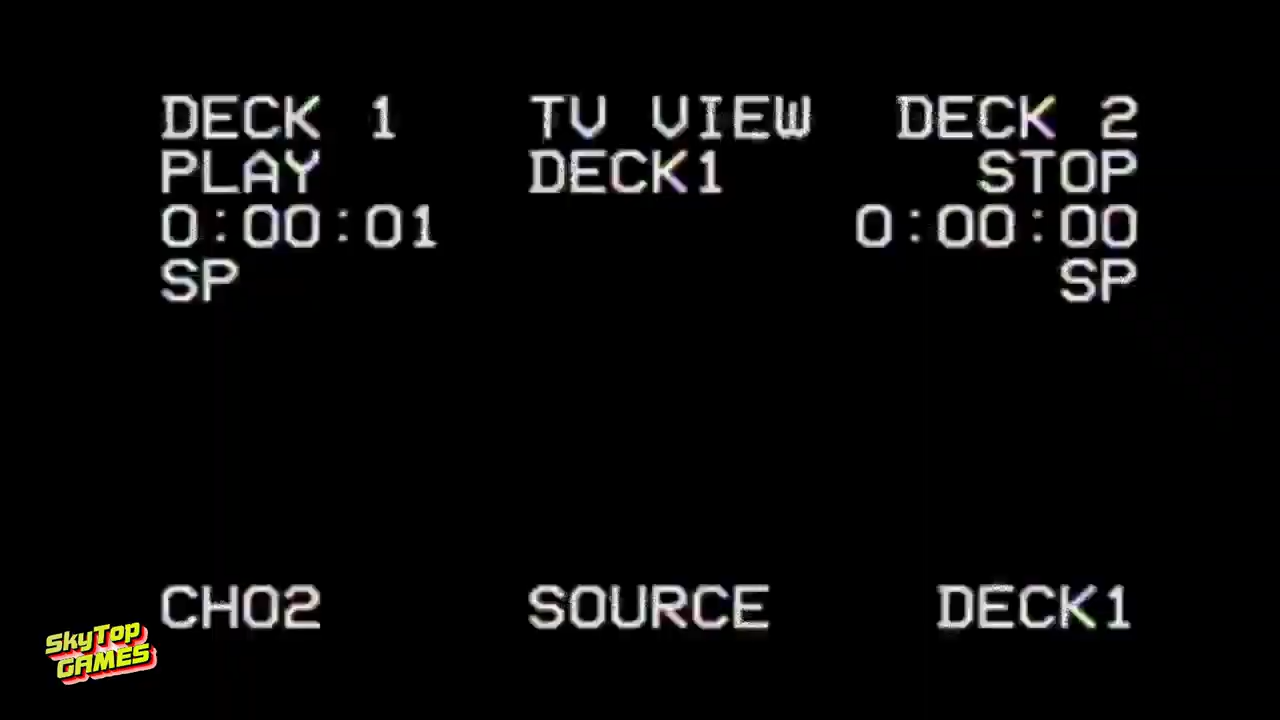 DECK 1 TV VIEW DECK 2
PLAY DECK1 STOP
0:00:01 0:00:00
SP SP
CH02 SOURCE DECK1
SkyTop
GAMES